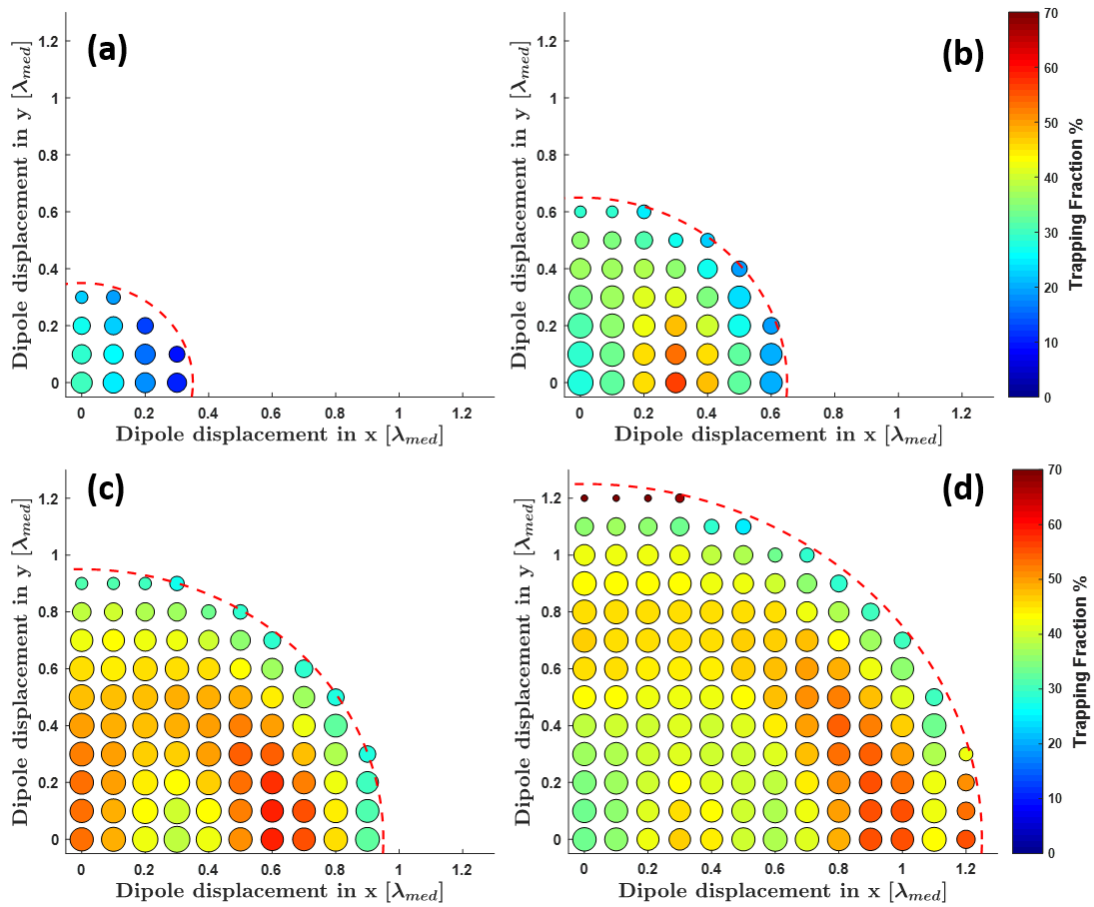 (a)
Dipole displacement in y [λmed]
1.2
1
0.8
0.6
0.4
0.2
0
0 0.2 0.4 0.6 0.8 1 1.2
Dipole displacement in x [λmed]
(b)
Dipole displacement in y [λmed]
1.2
1
0.8
0.6
0.4
0.2
0
0 0.2 0.4 0.6 0.8 1 1.2
Dipole displacement in x [λmed]
70
60
50
40
30
20
10
0
Trapping Fraction %
(c)
Dipole displacement in y [λmed]
1.2
1
0.8
0.6
0.4
0.2
0
0 0.2 0.4 0.6 0.8 1 1.2
Dipole displacement in x [λmed]
(d)
Dipole displacement in y [λmed]
1.2
1
0.8
0.6
0.4
0.2
0
0 0.2 0.4 0.6 0.8 1 1.2
Dipole displacement in x [λmed]
70
60
50
40
30
20
10
0
Trapping Fraction %